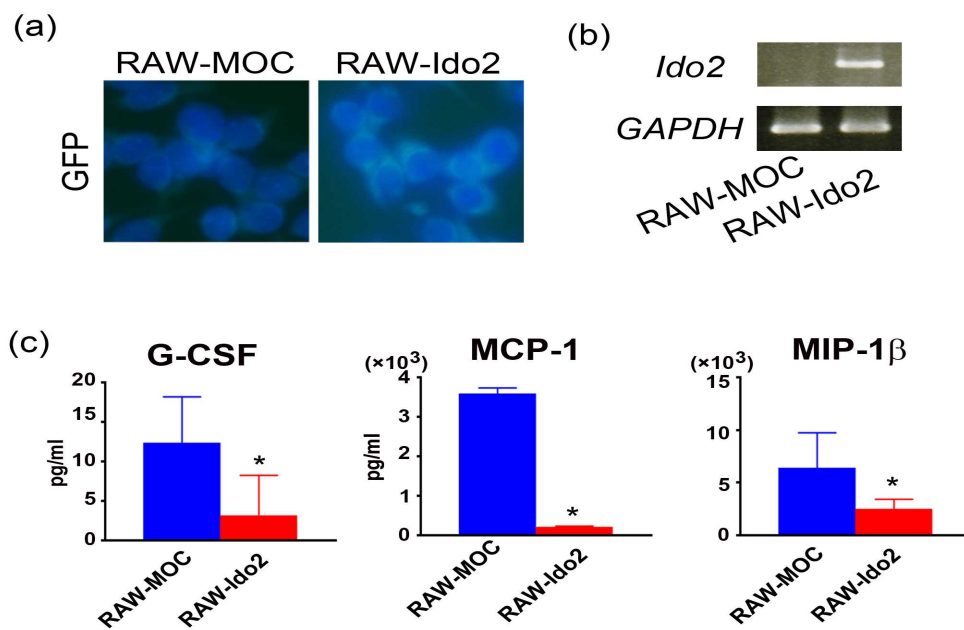 (a)
RAW-MOC RAW-Ido2
GFP
(b)
Ido2
GAPDH
RAW-MOC
RAW-Ido2
(c)
G-CSF
pg/ml
20
15
10
5
0
*
RAW-MOC
RAW-Ido2
MCP-1
(×10³)
pg/ml
4
3
2
1
0
*
RAW-MOC
RAW-Ido2
MIP-1β
(×10³)
15
10
5
0
*
RAW-MOC
RAW-Ido2